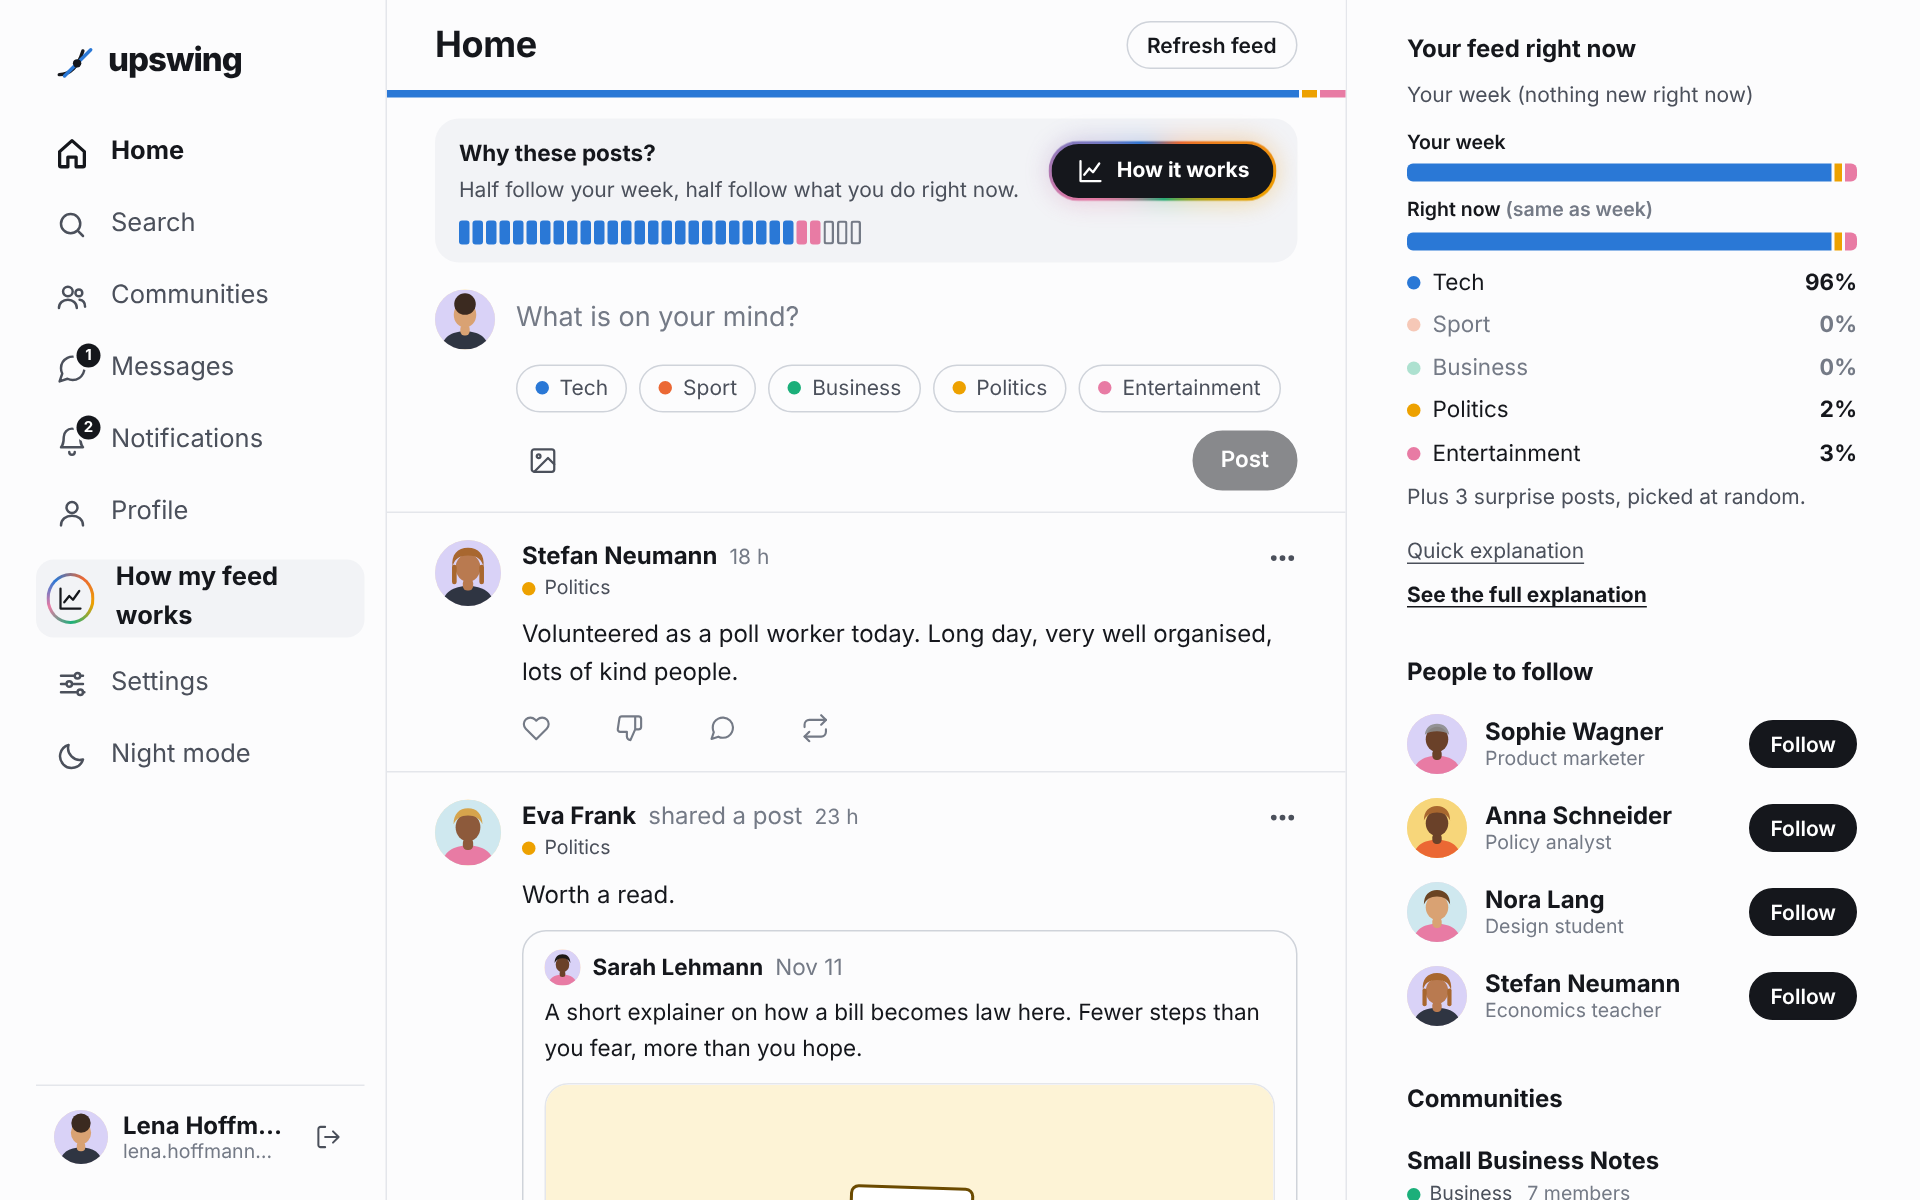 upswing
Home
Search
Communities
1
Messages
2
Notifications
Profile
How my feed
works
Settings
Night mode
Lena Hoffm...
lena.hoffmann...
Home
Refresh feed
Why these posts?
Half follow your week, half follow what you do right now.
How it works
What is on your mind?
Tech
Sport
Business
Politics
Entertainment
Post
Stefan Neumann 18 h
Politics
Volunteered as a poll worker today. Long day, very well organised,
lots of kind people.
Eva Frank shared a post 23 h
Politics
Worth a read.
Sarah Lehmann Nov 11
A short explainer on how a bill becomes law here. Fewer steps than
you fear, more than you hope.
Your feed right now
Your week (nothing new right now)
Your week
Right now (same as week)
Tech 96%
Sport 0%
Business 0%
Politics 2%
Entertainment 3%
Plus 3 surprise posts, picked at random.
Quick explanation
See the full explanation
People to follow
Sophie Wagner
Product marketer
Follow
Anna Schneider
Policy analyst
Follow
Nora Lang
Design student
Follow
Stefan Neumann
Economics teacher
Follow
Communities
Small Business Notes
Business 7 members